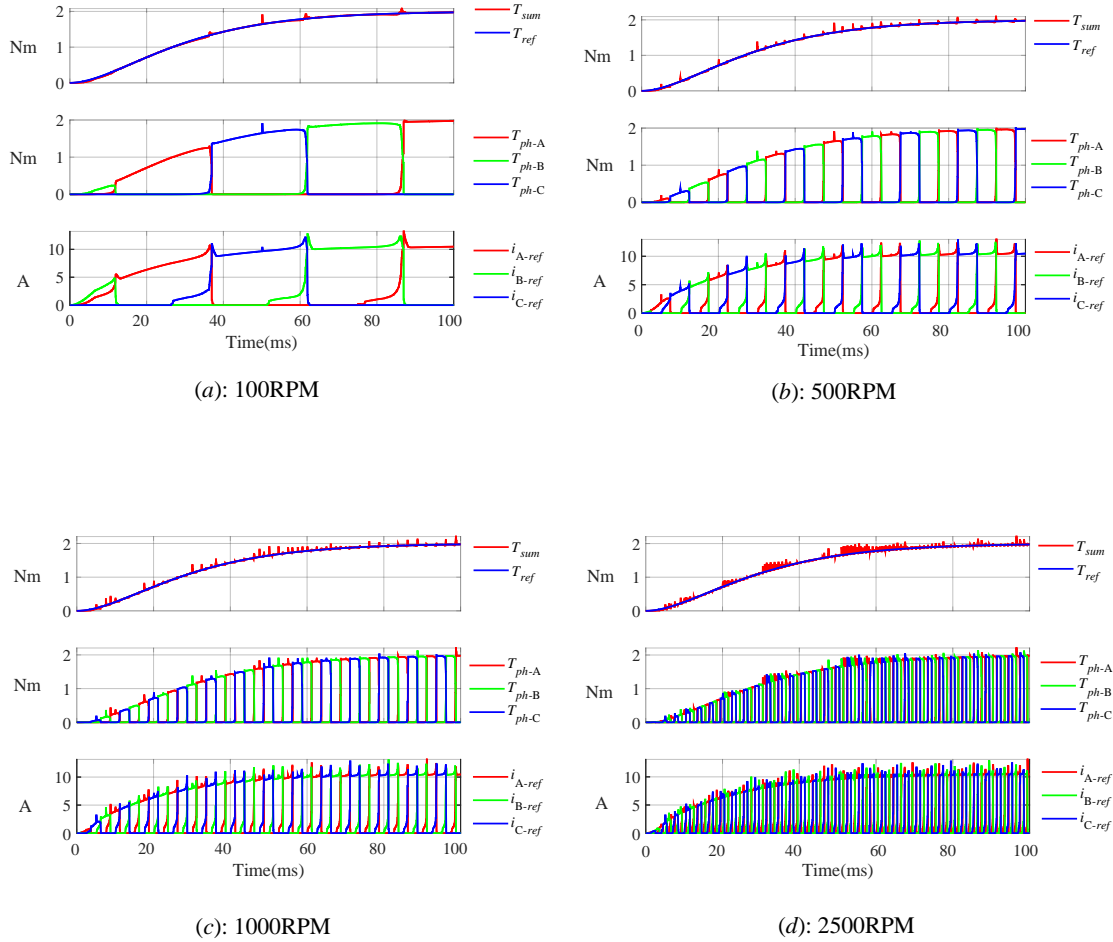 2
Nm 1
0
T_sum
T_ref
2
Nm 1
0
T_ph-A
T_ph-B
T_ph-C
10
5
A
0
i_A-ref
i_B-ref
i_C-ref
0 20 40 60 80 100
Time(ms)
(a): 100RPM
2
Nm 1
0
T_sum
T_ref
2
Nm 1
0
T_ph-A
T_ph-B
T_ph-C
10
5
A
0
i_A-ref
i_B-ref
i_C-ref
0 20 40 60 80 100
Time(ms)
(b): 500RPM
2
Nm 1
0
T_sum
T_ref
2
Nm 1
0
T_ph-A
T_ph-B
T_ph-C
10
5
A
0
i_A-ref
i_B-ref
i_C-ref
0 20 40 60 80 100
Time(ms)
(c): 1000RPM
2
Nm 1
0
T_sum
T_ref
2
Nm 1
0
T_ph-A
T_ph-B
T_ph-C
10
5
A
0
i_A-ref
i_B-ref
i_C-ref
0 20 40 60 80 100
Time(ms)
(d): 2500RPM